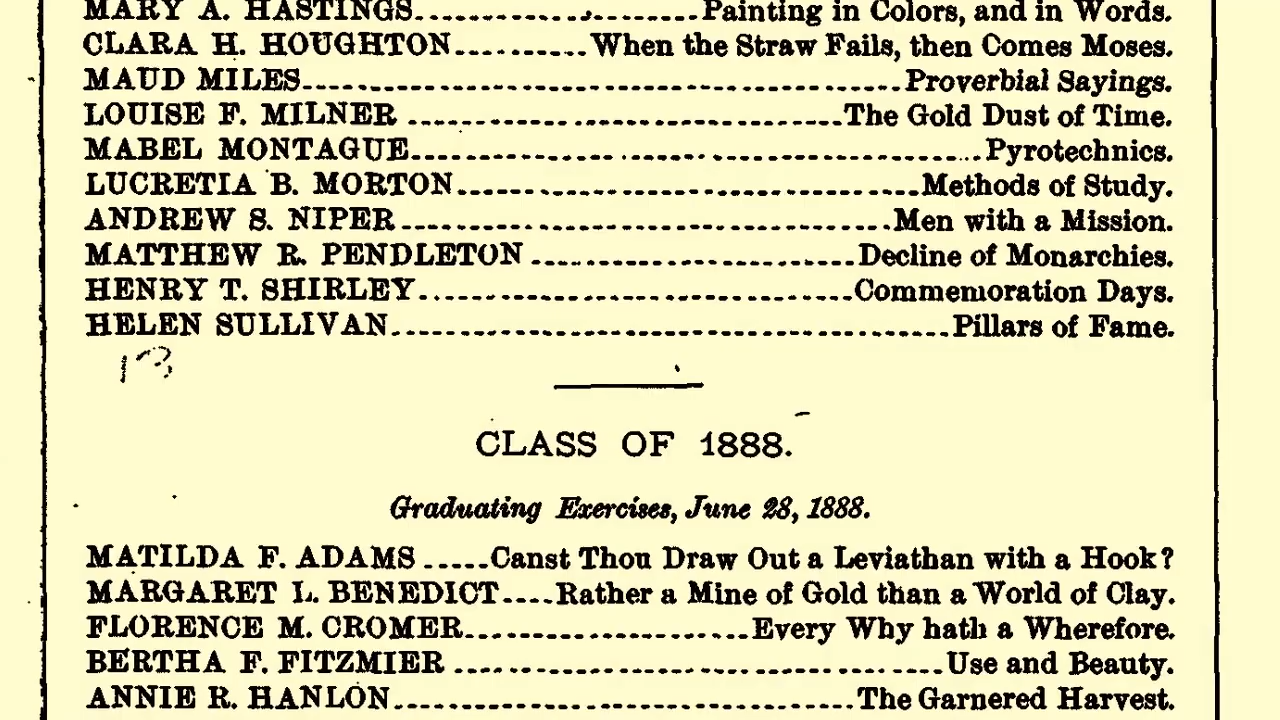 MARY A. HASTINGS..........................Painting in Colors, and in Words.
CLARA H. HOUGHTON..........When the Straw Fails, then Comes Moses.
MAUD MILES..........................................................Proverbial Sayings.
LOUISE F. MILNER ..........................................The Gold Dust of Time.
MABEL MONTAGUE......................................................Pyrotechnics.
LUCRETIA B. MORTON...........................................Methods of Study.
ANDREW S. NIPER..............................................Men with a Mission.
MATTHEW R. PENDLETON ..............................Decline of Monarchies.
HENRY T. SHIRLEY.........................................Commemoration Days.
HELEN SULLIVAN.....................................................Pillars of Fame.
13
CLASS OF 1888.
Graduating Exercises, June 28, 1888.
MATILDA F. ADAMS .....Canst Thou Draw Out a Leviathan with a Hook?
MARGARET L. BENEDICT....Rather a Mine of Gold than a World of Clay.
FLORENCE M. CROMER..........................Every Why hath a Wherefore.
BERTHA F. FITZMIER ..............................................Use and Beauty.
ANNIE R. HANLON............................................The Garnered Harvest.